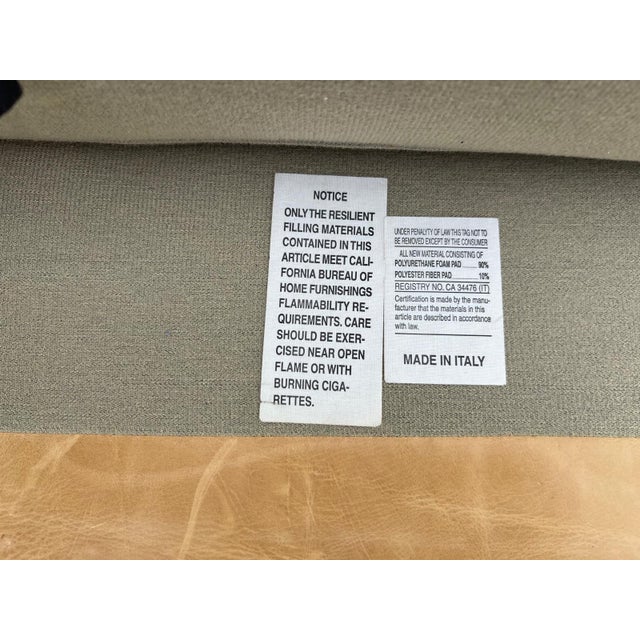 NOTICE
ONLY THE RESILIENT
FILLING MATERIALS
CONTAINED IN THIS
ARTICLE MEET CALI-
FORNIA BUREAU OF
HOME FURNISHINGS
FLAMMABILITY RE-
QUIREMENTS. CARE
SHOULD BE EXER-
CISED NEAR OPEN
FLAME OR WITH
BURNING CIGA-
RETTES.
UNDER PENALITY OF LAW THIS TAG NOT TO
BE REMOVED EXCEPT BY THE CONSUMER
ALL NEW MATERIAL CONSISTING OF
POLYURETHANE FOAM PAD ........ 90%
POLYESTER FIBER PAD ........ 10%
REGISTRY NO. CA 34476 (IT)
Certification is made by the manu-
facturer that the materials in this
article are described in accordance
with law.
MADE IN ITALY